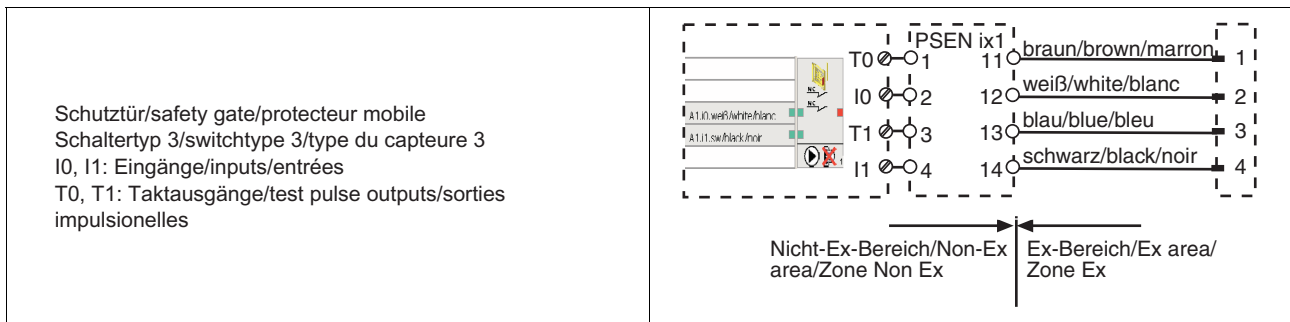 Schutztür/safety gate/protecteur mobile
Schaltertyp 3/switchtype 3/type du capteure 3
I0, I1: Eingänge/inputs/entrées
T0, T1: Taktausgänge/test pulse outputs/sorties
impulsionelles
PSEN ix1
T0 1 11 braun/brown/marron 1
NC
I0 2 12 weiß/white/blanc 2
NC
A1.i0.weiß/white/blanc
T1 3 13 blau/blue/bleu 3
A1.i1.sw/black/noir
I1 4 14 schwarz/black/noir 4
1
Nicht-Ex-Bereich/Non-Ex
area/Zone Non Ex
Ex-Bereich/Ex area/
Zone Ex